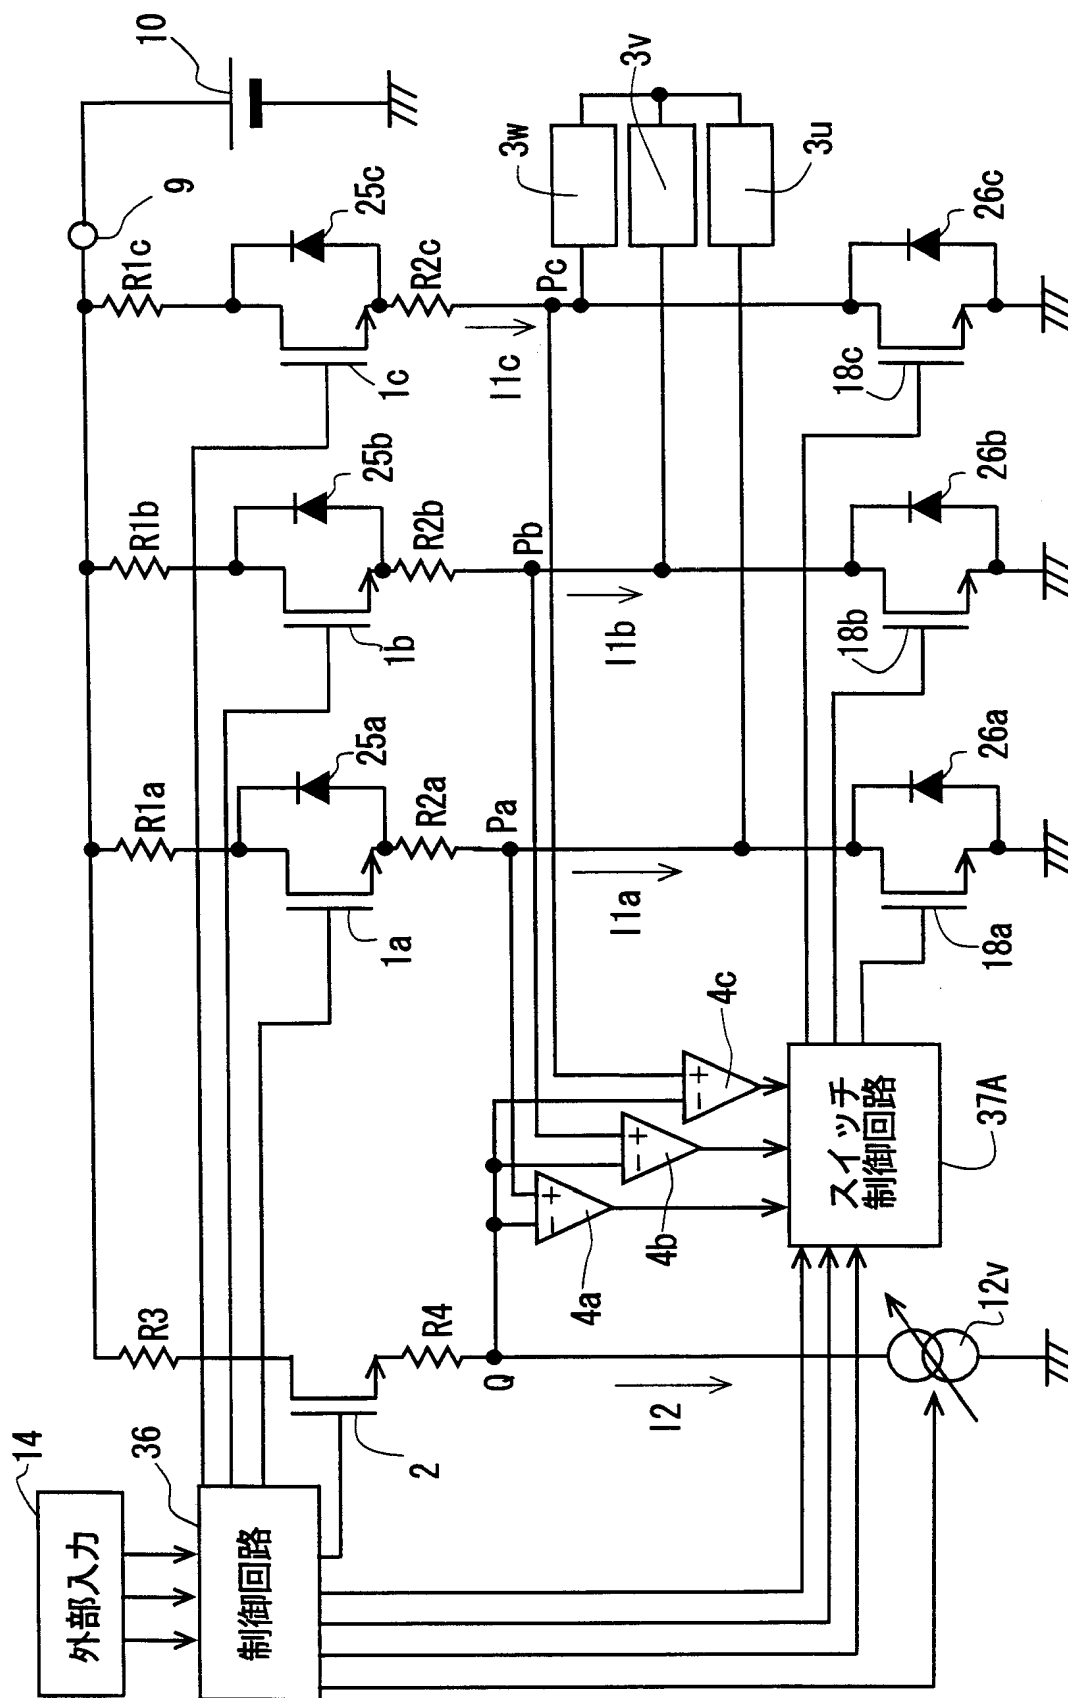 14
外部入力
36
制御回路
R3
2
R4
Q
I2
12v
R1a
25a
1a
R2a
Pa
I1a
18a
26a
R1b
25b
1b
R2b
Pb
I1b
18b
26b
R1c
25c
1c
R2c
Pc
I1c
18c
26c
9
10
3w
3v
3u
+
−
4a
+
−
4b
+
−
4c
スイッチ
制御回路
37A